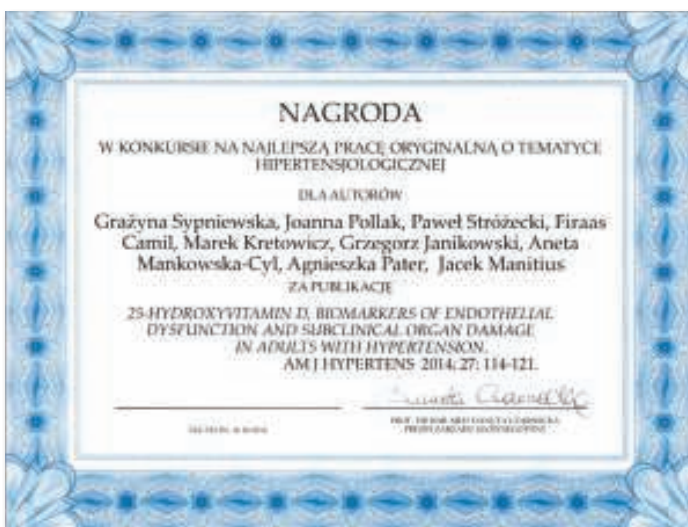 NAGRODA
W KONKURSIE NA NAJLEPSZĄ PRACĘ ORYGINALNĄ O TEMATYCE
HIPERTENSJOLOGICZNEJ
DLA AUTORÓW
Grażyna Sypniewska, Joanna Pollak, Paweł Stróżecki, Firaas
Camil, Marek Kretowicz, Grzegorz Janikowski, Aneta
Mankowska-Cyl, Agnieszka Pater, Jacek Manitius
ZA PUBLIKACJĘ
25-HYDROXYVITAMIN D, BIOMARKERS OF ENDOTHELIAL
DYSFUNCTION AND SUBCLINICAL ORGAN DAMAGE
IN ADULTS WITH HYPERTENSION.
AM J HYPERTENS 2014; 27: 114-121.